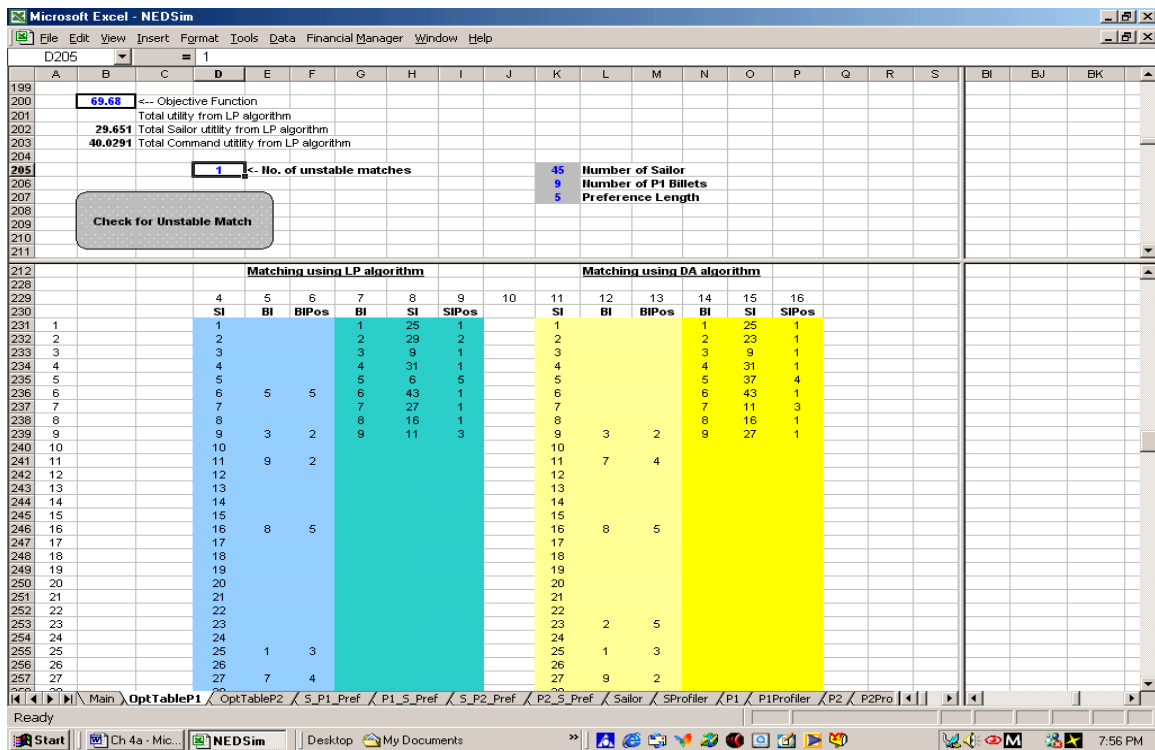 Microsoft Excel - NEDSim
File Edit View Insert Format Tools Data Financial Manager Window Help
D205 = 1
A B C D E F G H I J K L M N O P Q R S BI BJ BK
199
200 69.68 <-- Objective Function
201 Total utility from LP algorithm
202 29.651 Total Sailor utitlity from LP algorithm
203 40.0291 Total Command utitlity from LP algorithm
204
205 1 <- No. of unstable matches 45 Number of Sailor
206 9 Number of P1 Billets
207 5 Preference Length
208
209 Check for Unstable Match
210
211
212 Matching using LP algorithm Matching using DA algorithm
228
229 4 5 6 7 8 9 10 11 12 13 14 15 16
230 SI BI BIPos BI SI SIPos SI BI BIPos BI SI SIPos
231 1 1 1 25 1 1 1 25 1
232 2 2 2 29 2 2 2 23 1
233 3 3 3 9 1 3 3 9 1
234 4 4 4 31 1 4 4 31 1
235 5 5 5 6 5 5 5 37 4
236 6 6 5 5 6 43 1 6 6 43 1
237 7 7 7 27 1 7 7 11 3
238 8 8 8 16 1 8 8 16 1
239 9 9 3 2 9 11 3 9 3 2 9 27 1
240 10 10 10
241 11 11 9 2 11 7 4
242 12 12 12
243 13 13 13
244 14 14 14
245 15 15 15
246 16 16 8 5 16 8 5
247 17 17 17
248 18 18 18
249 19 19 19
250 20 20 20
251 21 21 21
252 22 22 22
253 23 23 23 2 5
254 24 24 24
255 25 25 1 3 25 1 3
256 26 26 26
257 27 27 7 4 27 9 2
Main OptTableP1 OptTableP2 S_P1_Pref P1_S_Pref S_P2_Pref P2_S_Pref Sailor SProfiler P1 P1Profiler P2 P2Pro
Ready
Start Ch 4a - Mic... NEDSim Desktop My Documents » 7:56 PM